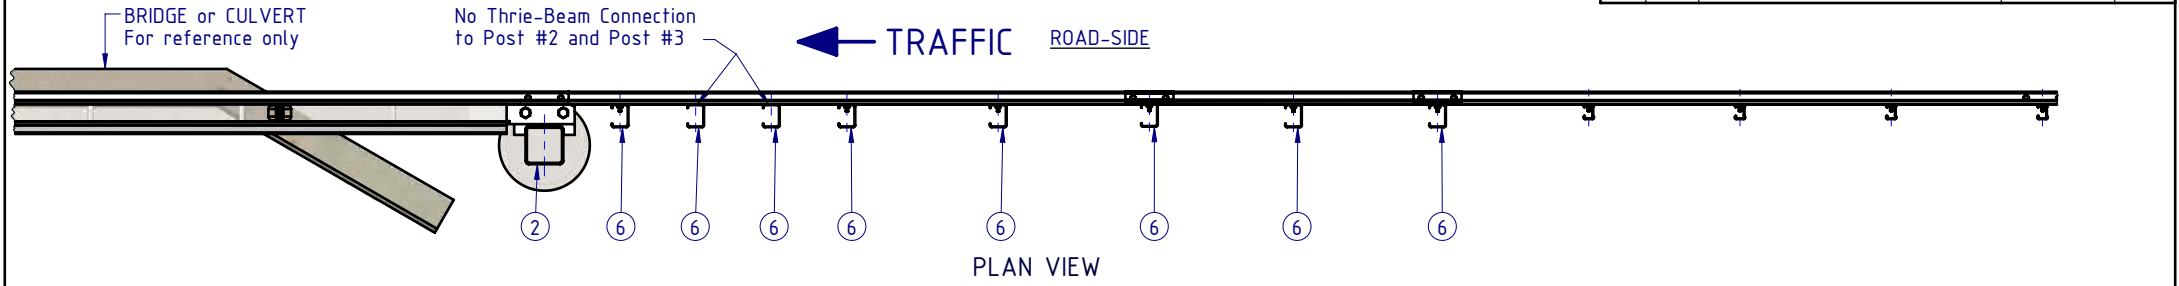 BRIDGE or CULVERT
For reference only
No Thrie-Beam Connection
to Post #2 and Post #3
TRAFFIC
ROAD-SIDE
2 6 6 6 6 6 6 6 6
PLAN VIEW